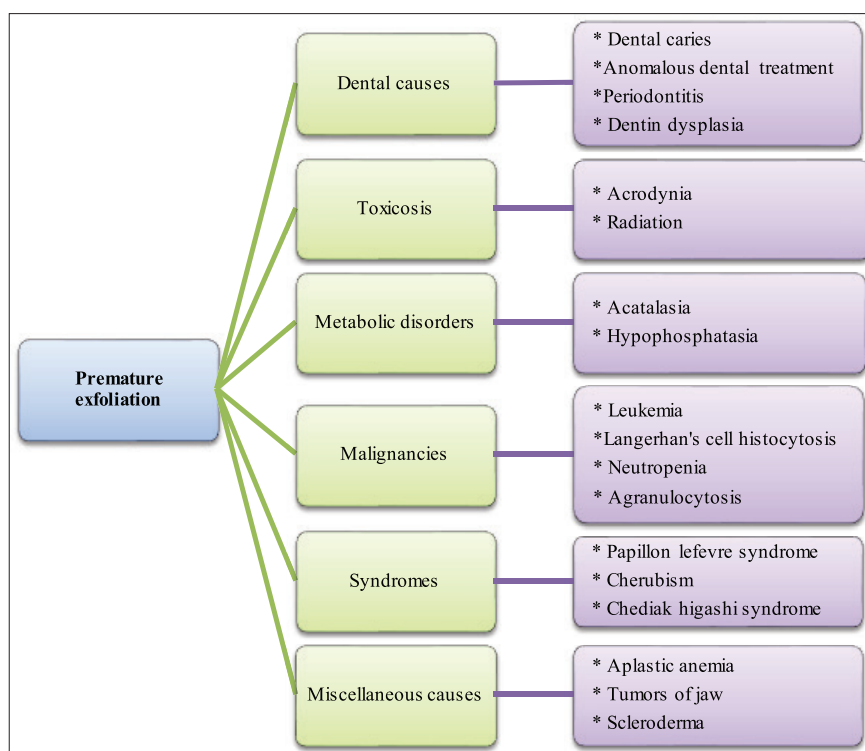 Premature
exfoliation
Dental causes
* Dental caries
*Anomalous dental treatment
*Periodontitis
* Dentin dysplasia
Toxicosis
* Acrodynia
* Radiation
Metabolic disorders
* Acatalasia
* Hypophosphatasia
Malignancies
* Leukemia
*Langerhan's cell histocytosis
* Neutropenia
* Agranulocytosis
Syndromes
* Papillon lefevre syndrome
* Cherubism
* Chediak higashi syndrome
Miscellaneous causes
* Aplastic anemia
* Tumors of jaw
* Scleroderma